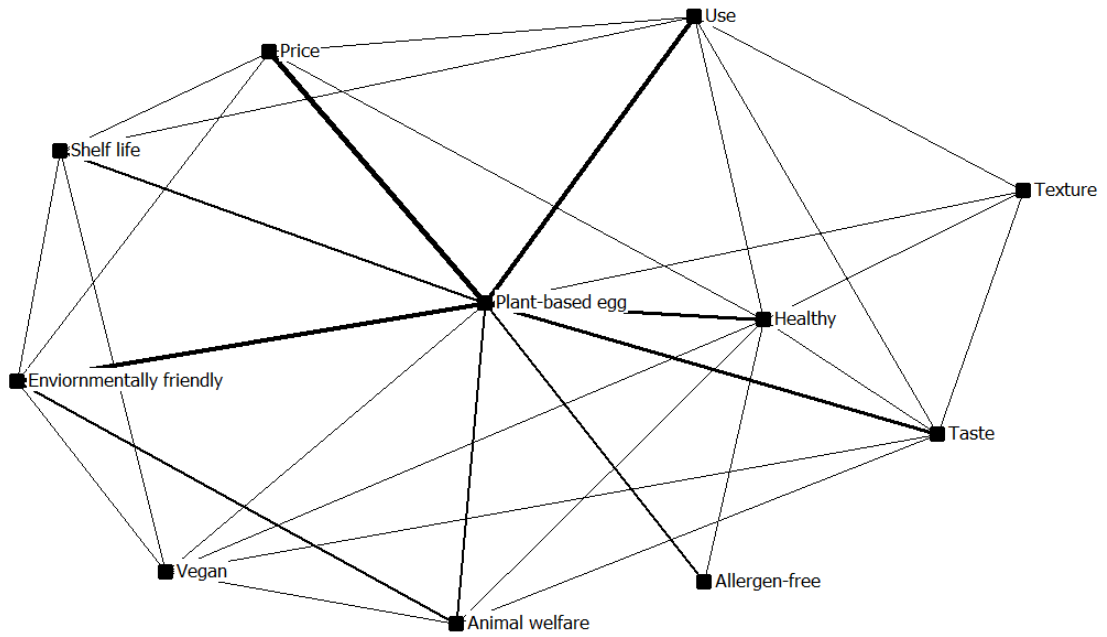 Use
Price
Shelf life
Texture
Plant-based egg
Healthy
Enviornmentally friendly
Taste
Vegan
Allergen-free
Animal welfare